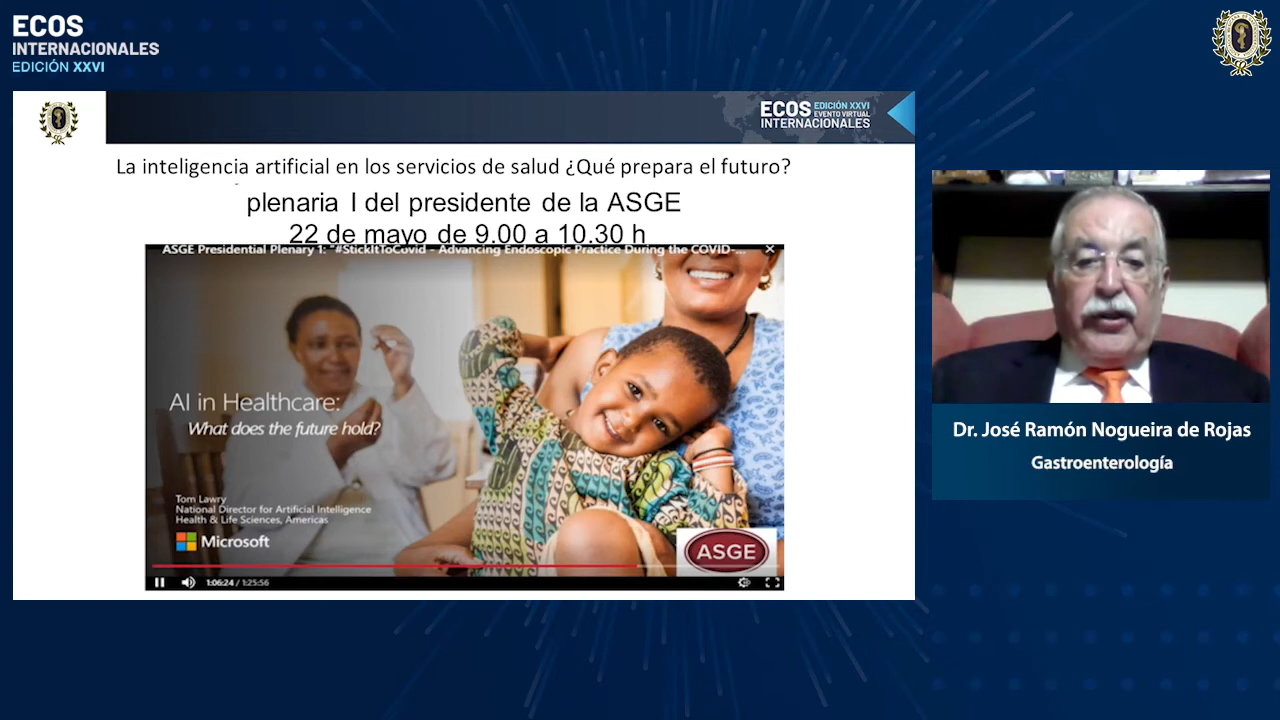 ECOS
INTERNACIONALES
EDICIÓN XXVI
ECOS EDICIÓN XXVI
EVENTO VIRTUAL
INTERNACIONALES
La inteligencia artificial en los servicios de salud ¿Qué prepara el futuro?
plenaria I del presidente de la ASGE
22 de mayo de 9.00 a 10.30 h
ASGE Presidential Plenary 1: "#StickItToCovid - Advancing Endoscopic Practice During the COVID-...
AI in Healthcare:
What does the future hold?
Tom Lawry
National Director for Artificial Intelligence
Health & Life Sciences, Americas
Microsoft
ASGE
1:06:24 / 1:25:56
Dr. José Ramón Nogueira de Rojas
Gastroenterología